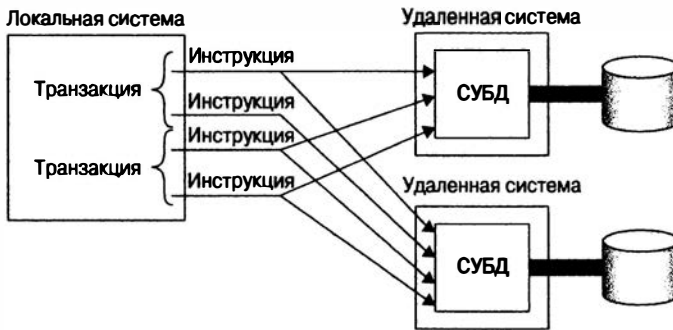 Локальная система
Удаленная система
Инструкция
Транзакция
СУБД
Инструкция
Инструкция
Транзакция
Инструкция
Удаленная система
СУБД